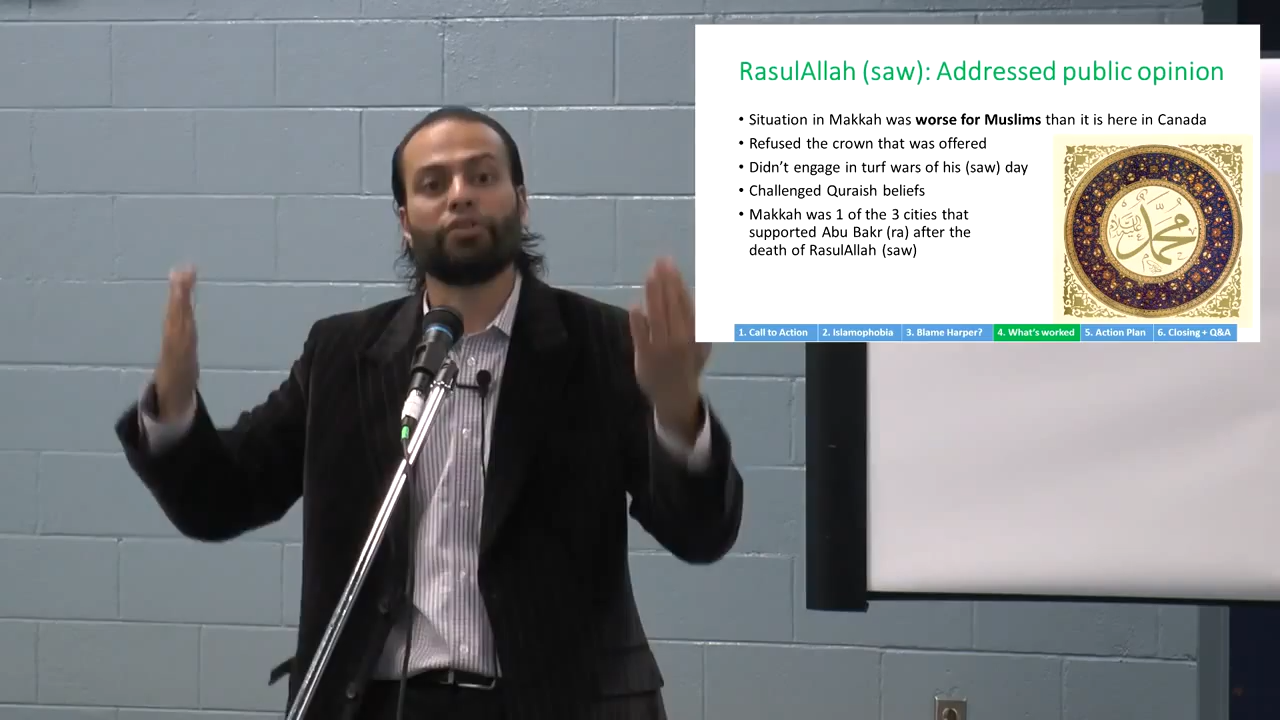 RasulAllah (saw): Addressed public opinion
• Situation in Makkah was worse for Muslims than it is here in Canada
• Refused the crown that was offered
• Didn't engage in turf wars of his (saw) day
• Challenged Quraish beliefs
• Makkah was 1 of the 3 cities that
supported Abu Bakr (ra) after the
death of RasulAllah (saw)
محمد
عليه السلام
1. Call to Action 2. Islamophobia 3. Blame Harper? 4. What's worked 5. Action Plan 6. Closing + Q&A